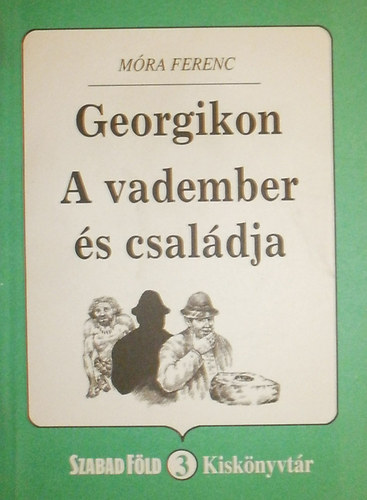 MÓRA FERENC
Georgikon
A vadember
és családja
SZABAD FÖLD 3 Kiskönyvtár